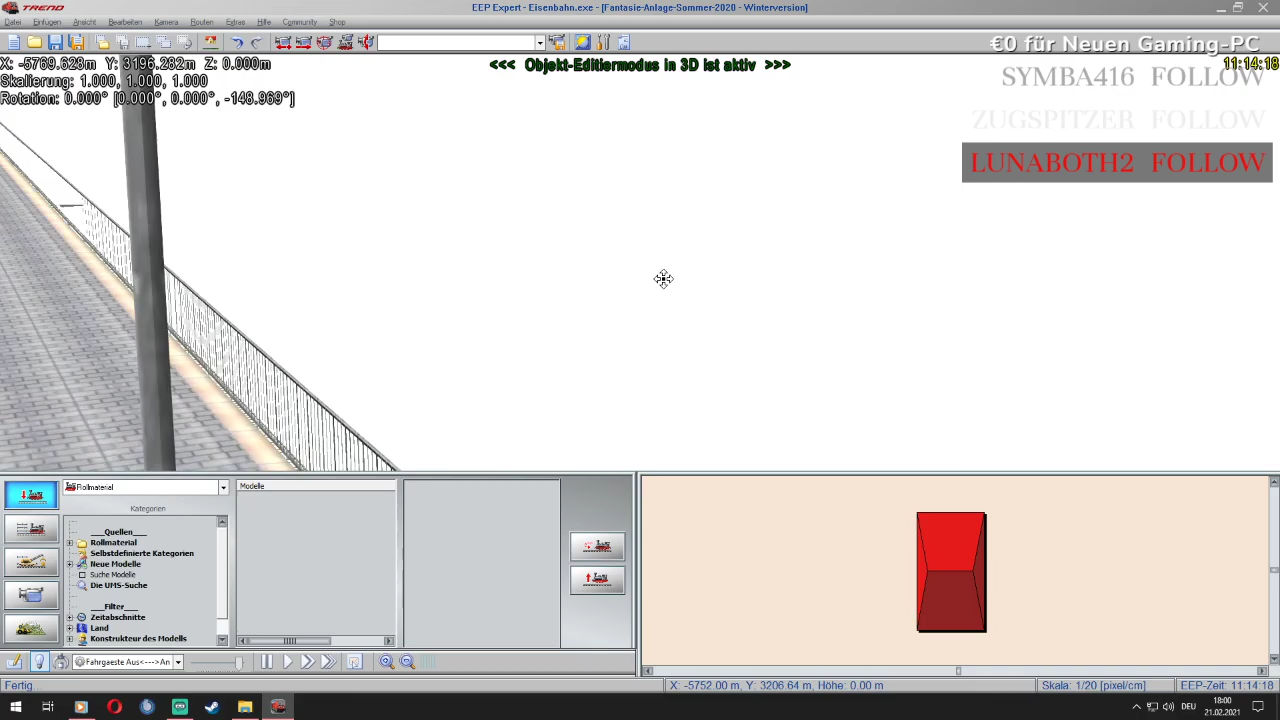 TREND
EEP Expert - Eisenbahn.exe - [Fantasie-Anlage-Sommer-2020 - Winterversion]
Datei Einfügen Ansicht Bearbeiten Kamera Routen Extras Hilfe Community Shop
€0 für Neuen Gaming-PC
X: -5769.628m Y: 3196.282m Z: 0.000m
<<< Objekt-Editiermodus in 3D ist aktiv >>>
11:14:18
Skalierung: 1.000, 1.000, 1.000
SYMBA416 FOLLOW
Rotation: 0.000° [0.000°, 0.000°, -148.969°]
ZUGSPITZER FOLLOW
LUNABOTH2 FOLLOW
Rollmaterial
Modelle
Kategorien
___Quellen___
Rollmaterial
Selbstdefinierte Kategorien
Neue Modelle
Suche Modelle
Die UMS-Suche
___Filter___
Zeitabschnitte
Land
Konstrukteur des Modells
Fahrgaeste Aus<--->An
Fertig...
X: -5752.00 m, Y: 3206.64 m, Höhe: 0.00 m
Skala: 1/20 [pixel/cm]
EEP-Zeit: 11:14:18
DEU
18:00
21.02.2021